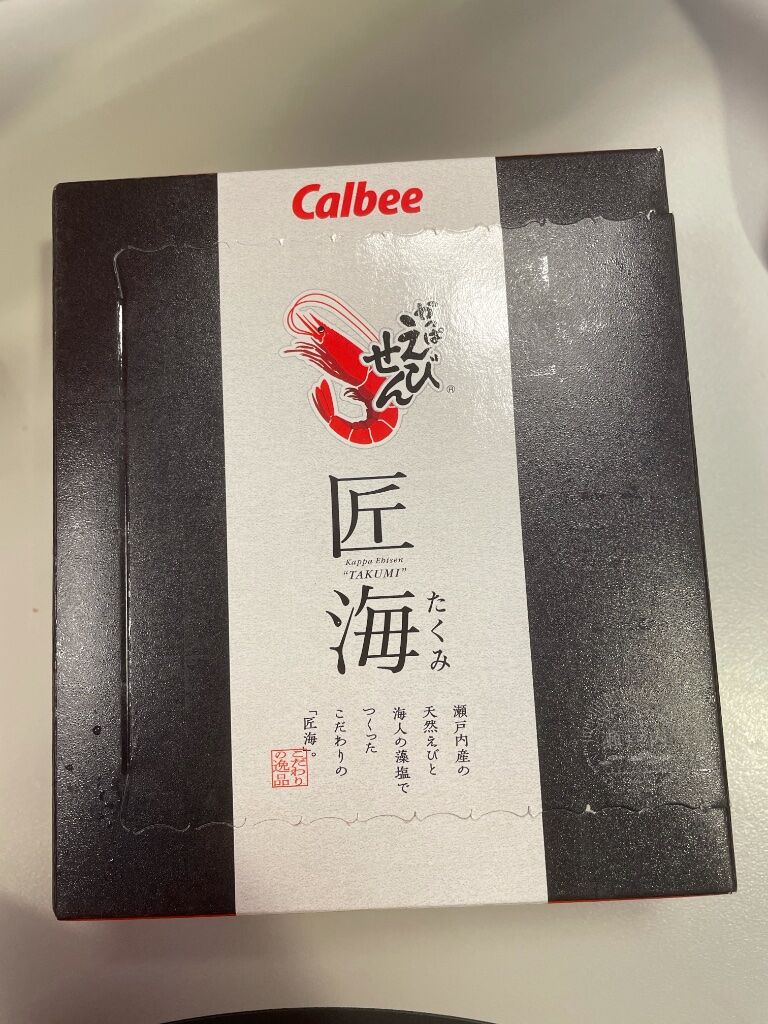 Calbee
かっぱ
えび
せん
®
匠
Kappa Ebisen
"TAKUMI"
海
たくみ
瀬戸内産の
天然えびと
海人の藻塩で
つくった
こだわりの
「匠海」。
こだわり
の逸品